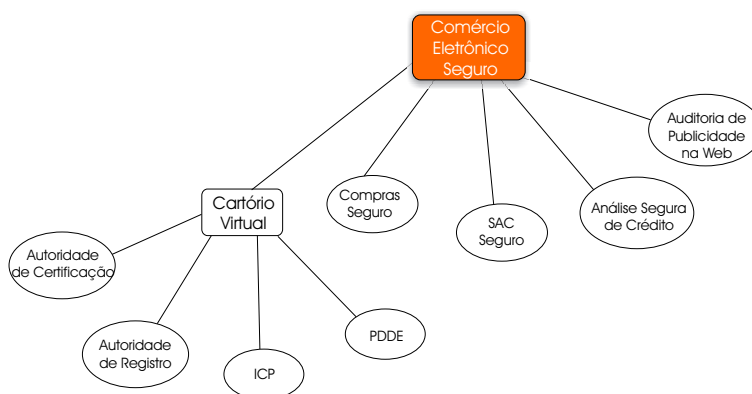 Comércio
Eletrônico
Seguro
Auditoria de
Publicidade
na Web
Compras
Seguro
Cartório
Virtual
Análise Segura
de Crédito
SAC
Seguro
Autoridade
de Certificação
PDDE
Autoridade
de Registro
ICP